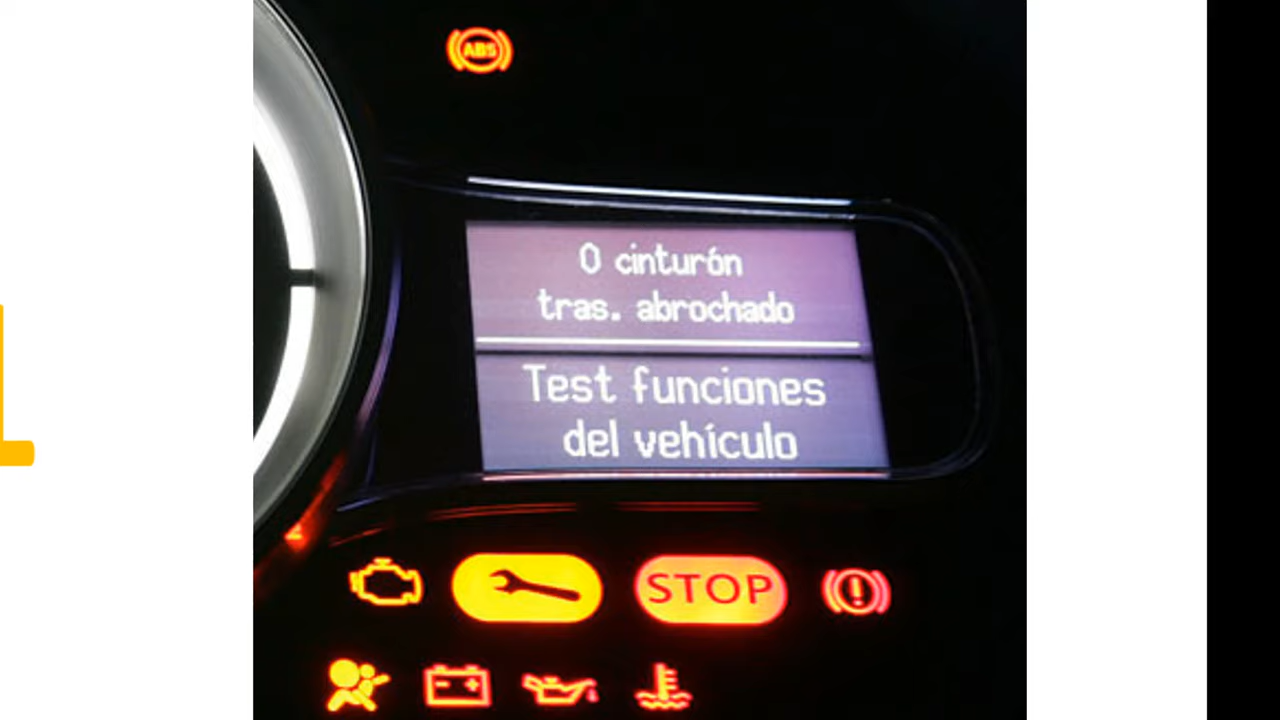 ABS
0 cinturón
tras. abrochado
Test funciones
del vehículo
STOP